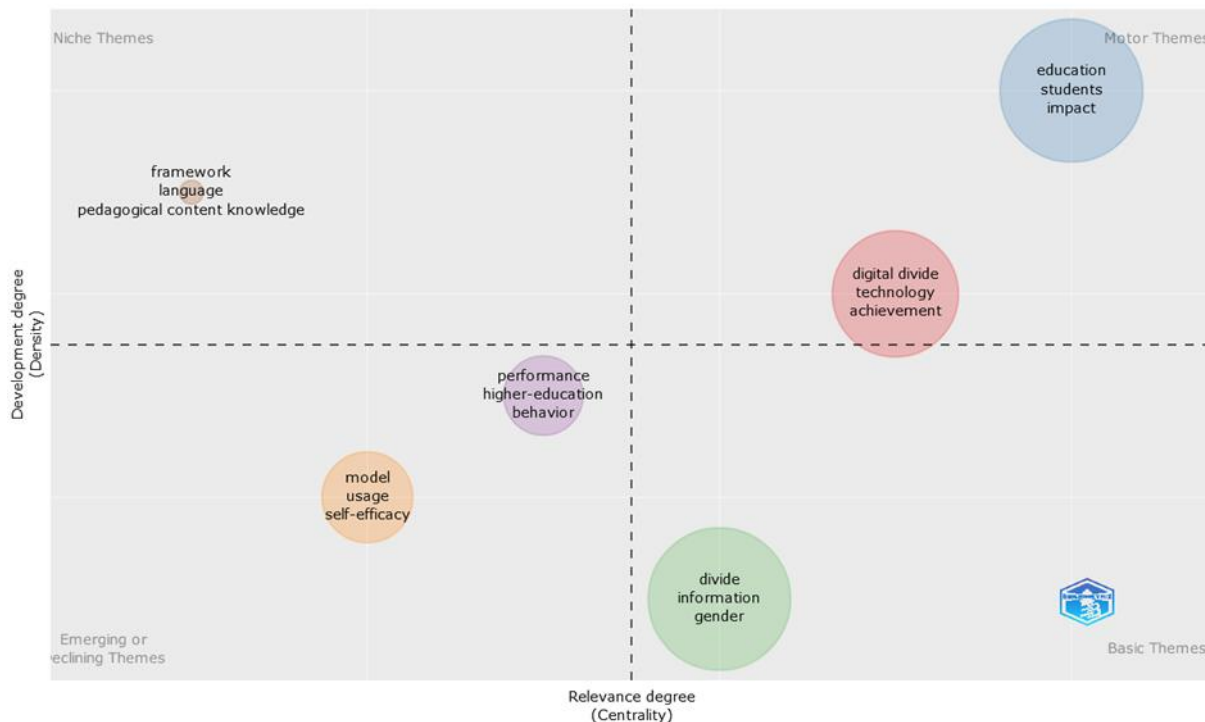 Niche Themes
Motor Themes
education
students
impact
framework
language
pedagogical content knowledge
digital divide
technology
achievement
Development degree
(Density)
performance
higher-education
behavior
model
usage
self-efficacy
divide
information
gender
Emerging or
eclining Themes
Basic Themes
Relevance degree
(Centrality)